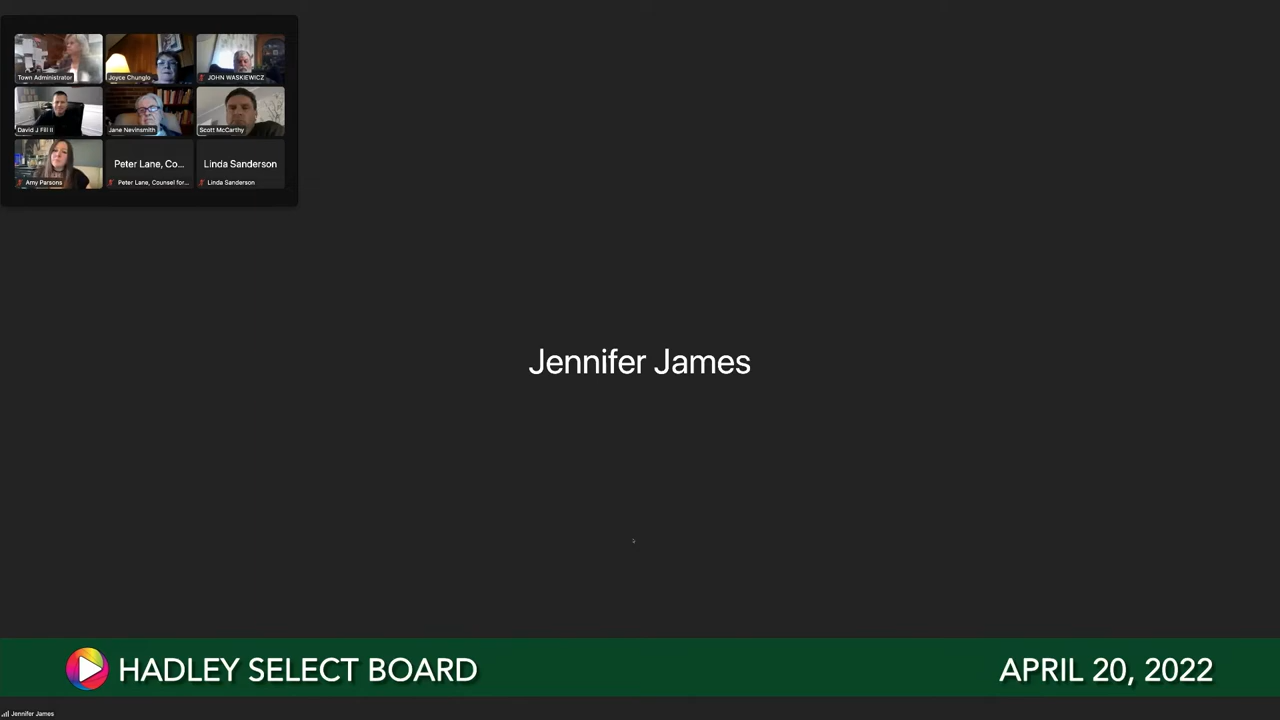 Town Administrator
Joyce Chunglo
JOHN WASKIEWICZ
David J Fill II
Jane Nevinsmith
Scott McCarthy
Peter Lane, Co...
Linda Sanderson
Amy Parsons
Peter Lane, Counsel for...
Linda Sanderson
Jennifer James
HADLEY SELECT BOARD
APRIL 20, 2022
Jennifer James